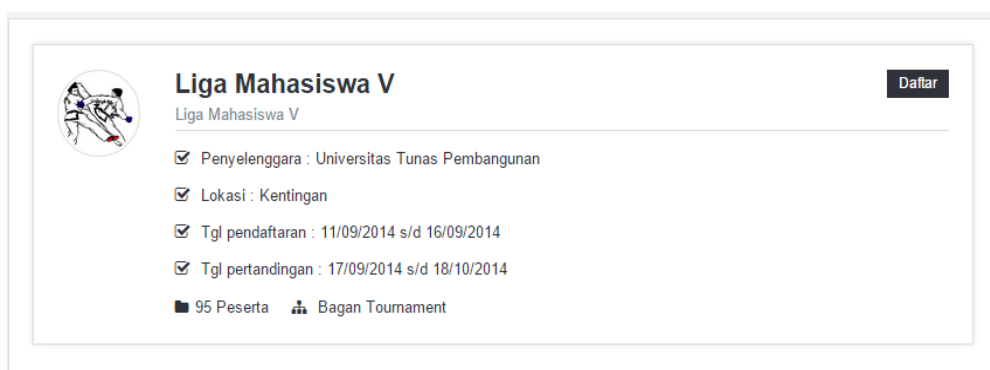 Liga Mahasiswa V
Daftar
Liga Mahasiswa V
Penyelenggara : Universitas Tunas Pembangunan
Lokasi : Kentingan
Tgl pendaftaran : 11/09/2014 s/d 16/09/2014
Tgl pertandingan : 17/09/2014 s/d 18/10/2014
95 Peserta Bagan Tournament